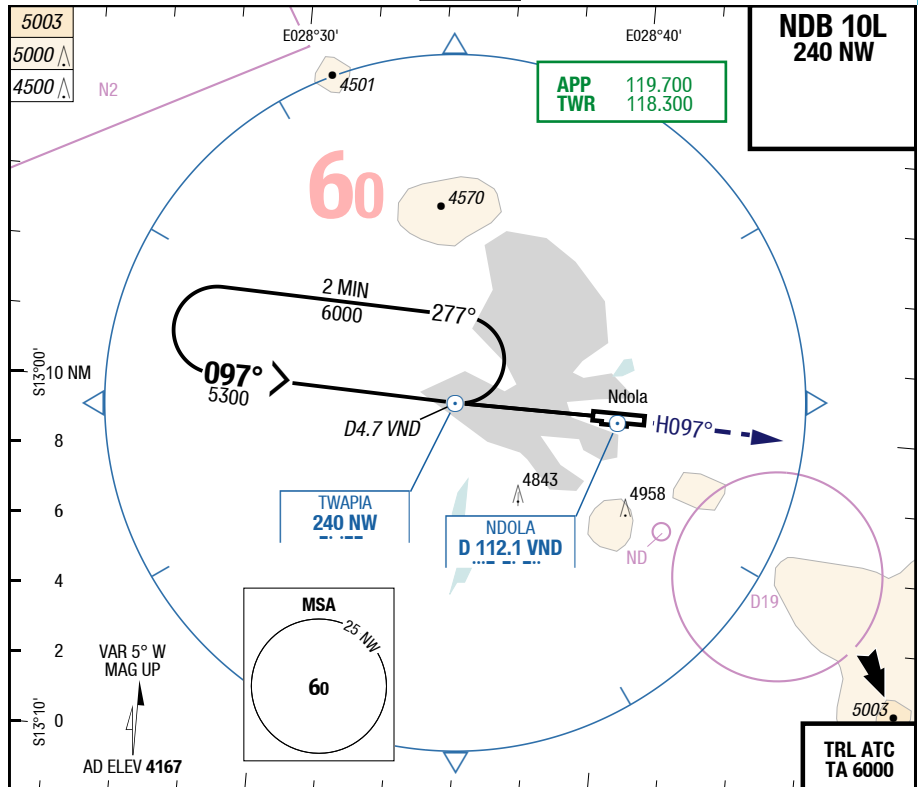 5003
5000
4500
N2
E028°30'
E028°40'
NDB 10L
240 NW
APP 119.700
TWR 118.300
4501
60
4570
2 MIN
6000
277°
097°
5300
S13°00'
10 NM
8
6
4
2
0
D4.7 VND
Ndola
H097°
4843
4958
TWAPIA
240 NW
NDOLA
D 112.1 VND
ND
D19
MSA
25 NW
60
VAR 5° W
MAG UP
S13°10'
AD ELEV 4167
5003
TRL ATC
TA 6000